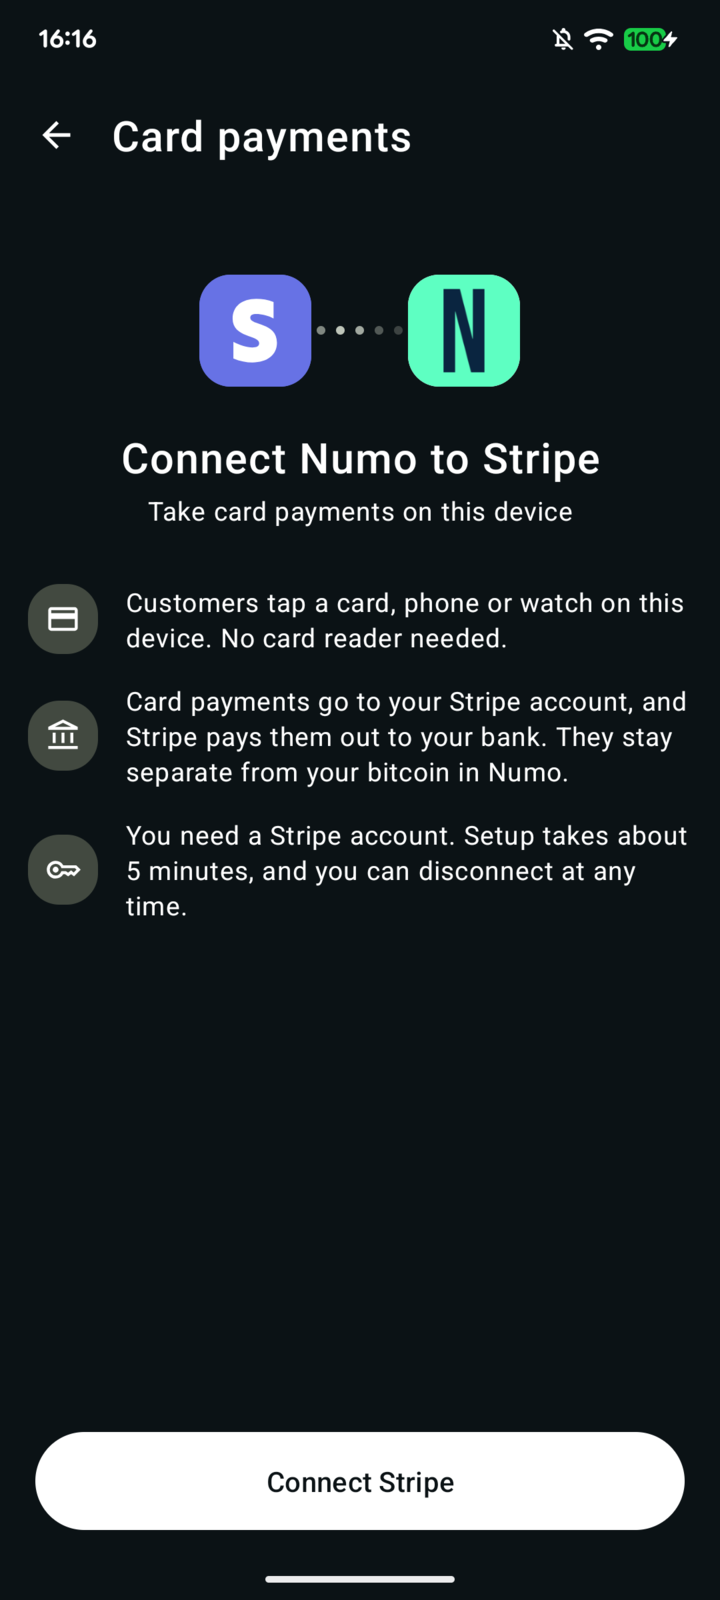 16:16
100
Card payments
S
N
Connect Numo to Stripe
Take card payments on this device
Customers tap a card, phone or watch on this
device. No card reader needed.
Card payments go to your Stripe account, and
Stripe pays them out to your bank. They stay
separate from your bitcoin in Numo.
You need a Stripe account. Setup takes about
5 minutes, and you can disconnect at any
time.
Connect Stripe